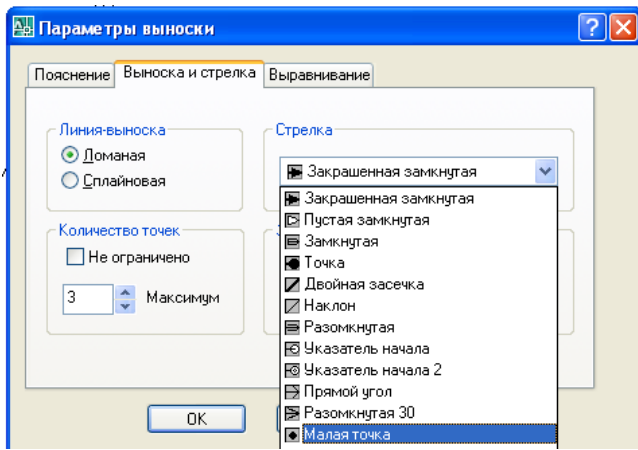 Параметры выноски
Пояснение Выноска и стрелка Выравнивание
Линия-выноска
Ломаная
Сплайновая
Количество точек
Не ограничено
3 Максимум
Стрелка
Закрашенная замкнутая
Закрашенная замкнутая
Пустая замкнутая
Замкнутая
Точка
Двойная засечка
Наклон
Разомкнутая
Указатель начала
Указатель начала 2
Прямой угол
Разомкнутая 30
Малая точка
OK